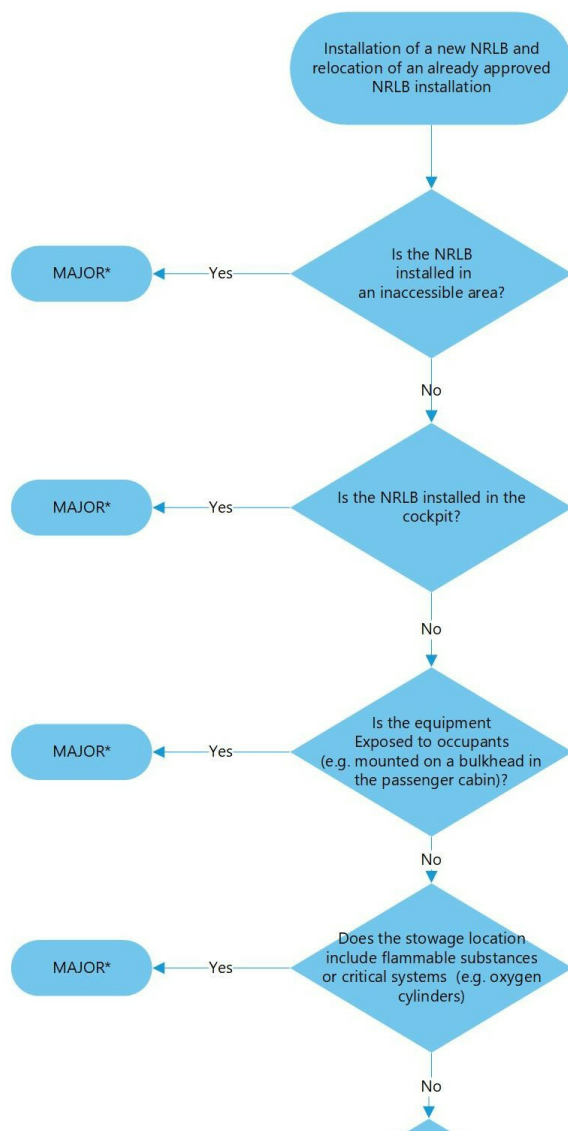 Installation of a new NRLB and
relocation of an already approved
NRLB installation
Is the NRLB
installed in
an inaccessible area?
Yes
MAJOR*
No
Is the NRLB installed in the
cockpit?
Yes
MAJOR*
No
Is the equipment
Exposed to occupants
(e.g. mounted on a bulkhead in
the passenger cabin)?
Yes
MAJOR*
No
Does the stowage location
include flammable substances
or critical systems (e.g. oxygen
cylinders)
Yes
MAJOR*
No